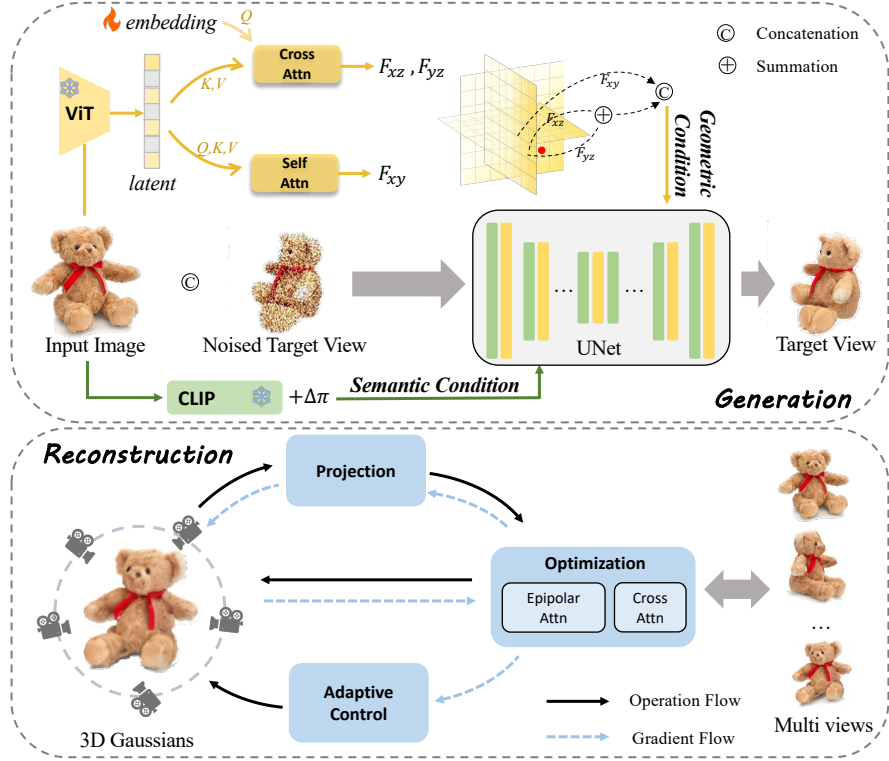 embedding
Q
Cross
Attn
F_xz , F_yz
ViT
K,V
latent
Q,K,V
Self
Attn
F_xy
F_xy
F_xz
F_yz
C
C Concatenation
+ Summation
Geometric
Condition
Input Image
C
Noised Target View
...
...
UNet
Target View
CLIP
+Δπ
Semantic Condition
Generation
Reconstruction
Projection
Optimization
Epipolar
Attn
Cross
Attn
...
Adaptive
Control
3D Gaussians
Operation Flow
Gradient Flow
Multi views